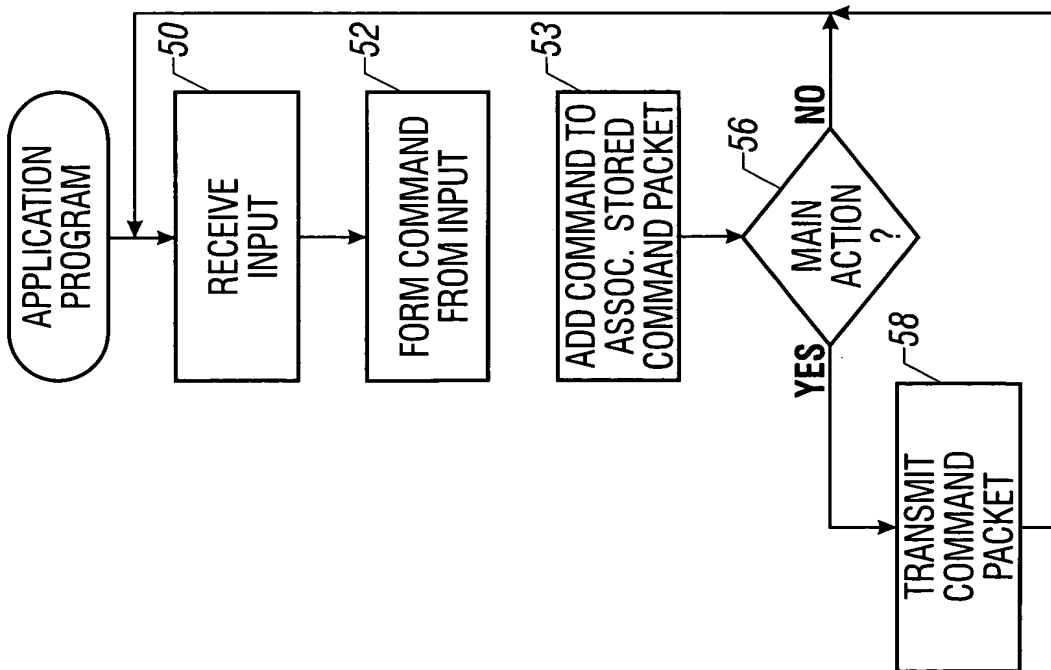 APPLICATION
PROGRAM
50
RECEIVE
INPUT
52
FORM COMMAND
FROM INPUT
53
ADD COMMAND TO
ASSOC. STORED
COMMAND PACKET
56
MAIN
ACTION
?
NO
YES
58
TRANSMIT
COMMAND
PACKET